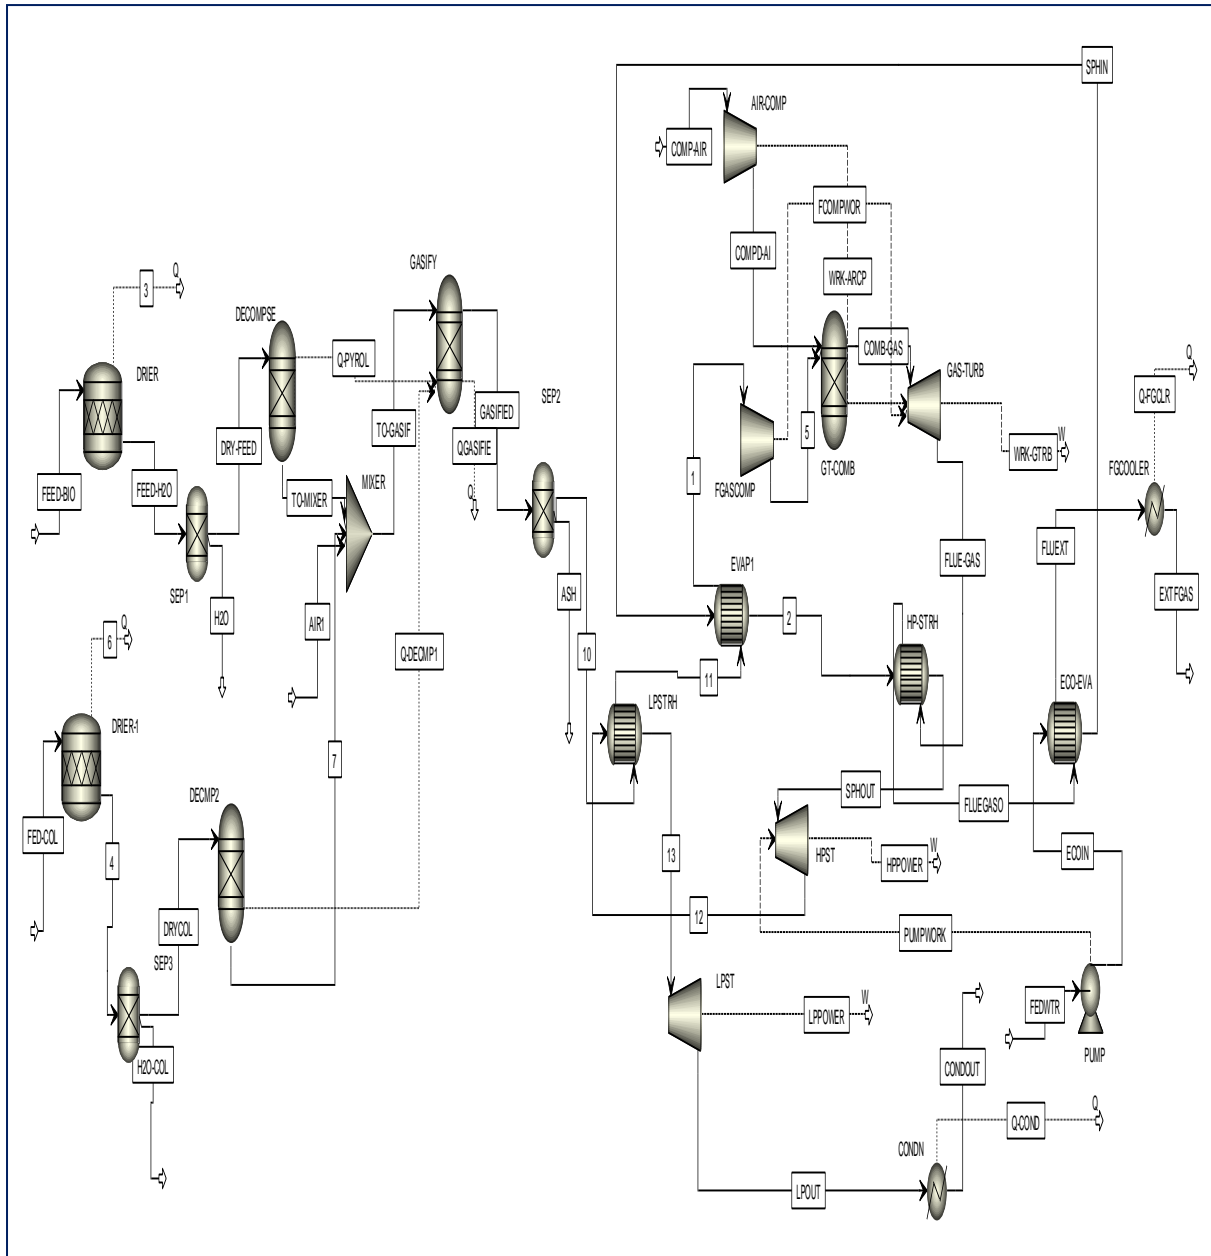 SPHIN
AIR-COMP
COMP-AIR
FCOMPWOR
COMPD-AI
WRK-ARCP
GASIFY
Q
3
DECOMPSE
COMB-GAS
GAS-TURB
Q
Q-PYROL
DRIER
SEP2
Q-FGCLR
GASIFIED
TO-GASIF
5
DRY-FEED
QGASIFIE
W
WRK-GTRB
GT-COMB
FGCOOLER
1
FGASCOMP
MIXER
FEED-BIO
FEED-H2O
TO-MIXER
Q
FLUEXT
FLUE-GAS
EVAP1
SEP1
ASH
EXTFGAS
H2O
AIR1
2
HP-STRH
Q
6
Q-DECMP1
10
11
ECO-EVA
LPSTRH
DRIER-1
7
DECMP2
SPHOUT
FLUEGASO
FED-COL
4
13
HPST
W
HPPOWER
ECOIN
DRYCOL
12
PUMPWORK
SEP3
LPST
W
LPPOWER
FEDWTR
PUMP
H2O-COL
CONDOUT
Q
Q-COND
CONDN
LPOUT